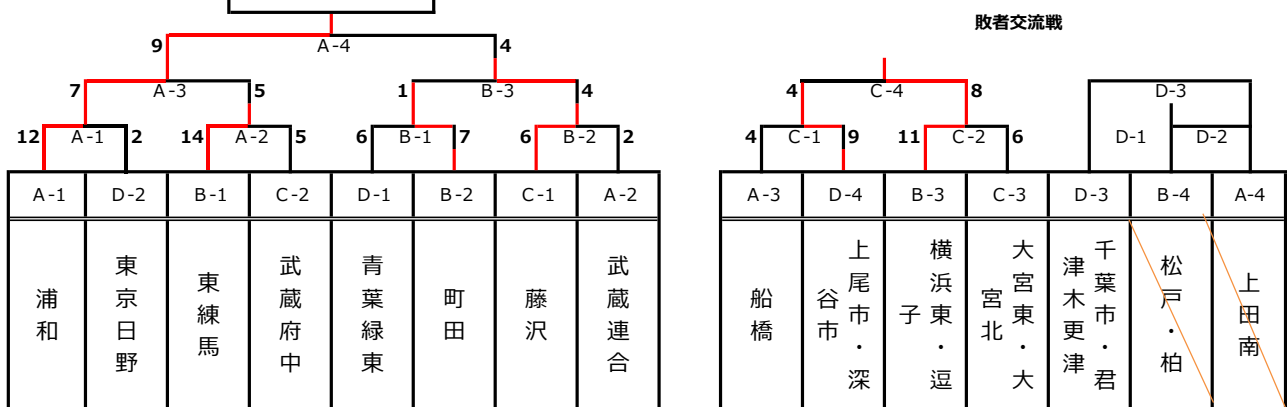 敗者交流戦
9 A-4 4
4 C-4 8
7 A-3 5
1 B-3 4
D-3
12 A-1 2
14 A-2 5
6 B-1 7
6 B-2 2
4 C-1 9
11 C-2 6
D-1
D-2
A-1 D-2 B-1 C-2 D-1 B-2 C-1 A-2
A-3 D-4 B-3 C-3 D-3 B-4 A-4
浦和
東京日野
東練馬
武蔵府中
青葉緑東
町田
藤沢
武蔵連合
船橋
上尾市・深
谷市
横浜東・逗
子
大宮東・大
宮北
千葉市・君
津木更津
松戸・柏
上田南